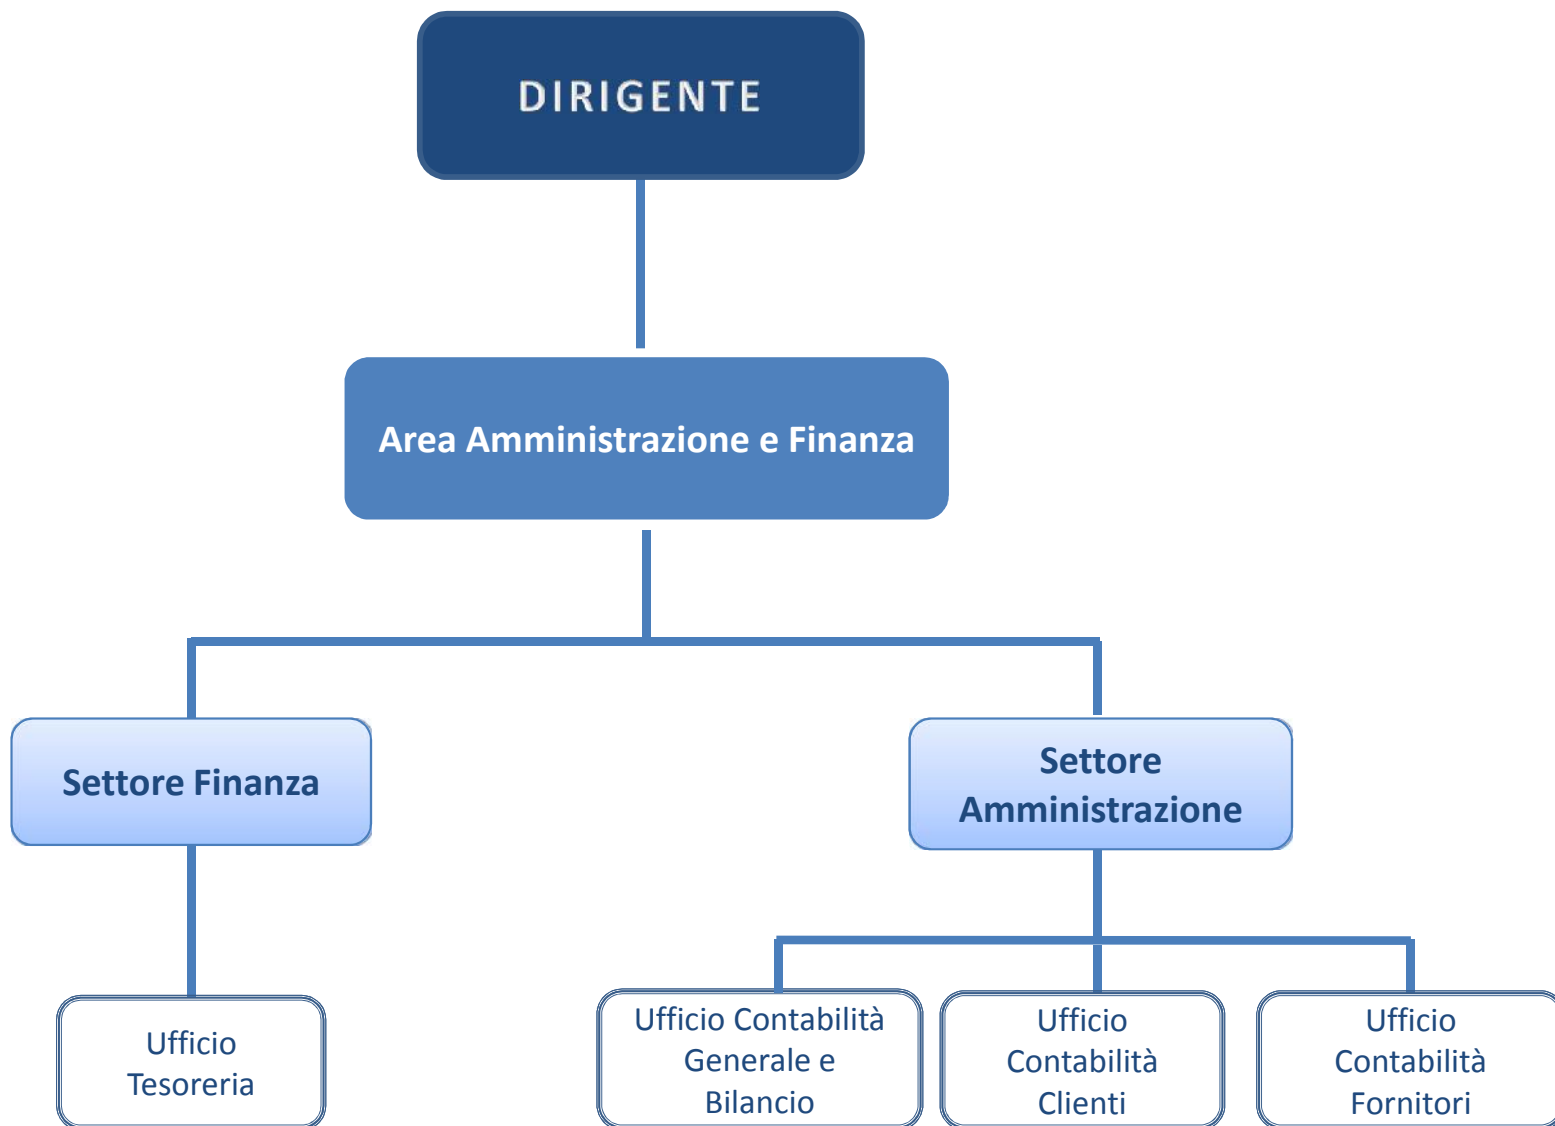 DIRIGENTE
Area Amministrazione e Finanza
Settore Finanza
Settore
Amministrazione
Ufficio
Tesoreria
Ufficio Contabilità
Generale e
Bilancio
Ufficio
Contabilità
Clienti
Ufficio
Contabilità
Fornitori